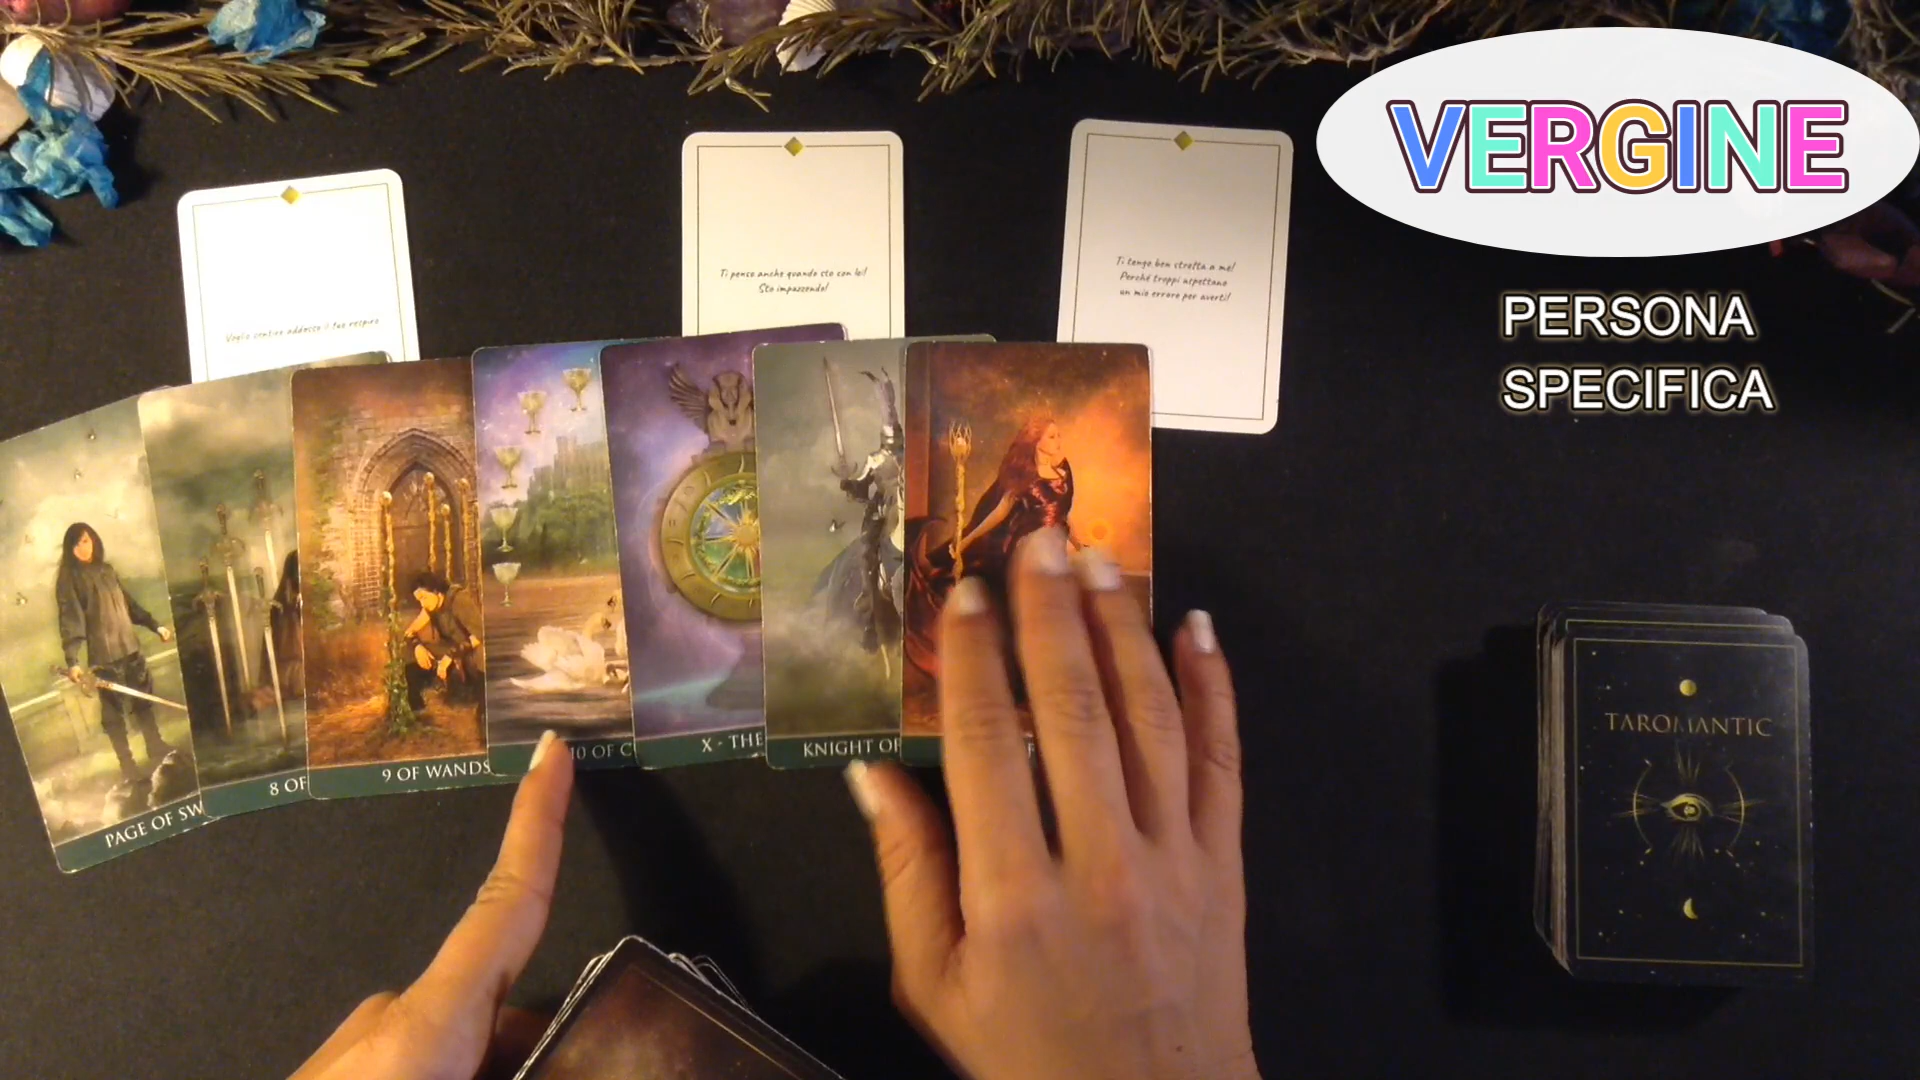 VERGINE
PERSONA
SPECIFICA
Voglio sentire addosso il tuo respiro
Ti penso anche quando sto con lei!
Sto impazzendo!
Ti tengo ben stretta a me!
Perché troppi aspettano
un mio errore per averti!
PAGE OF SW
8 OF
9 OF WANDS
10 OF C
X - THE
KNIGHT OF
F
TAROMANTIC